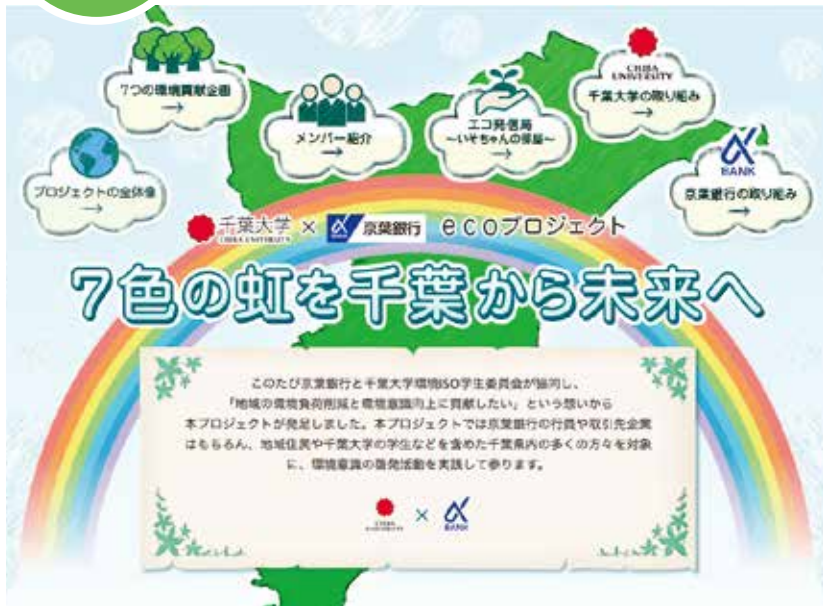 7つの環境貢献企画
→
メンバー紹介
→
エコ発信局
～いそちゃんの部屋～
→
CHIBA
UNIVERSITY
千葉大学の取り組み
→
プロジェクトの全体像
→
BANK
京葉銀行の取り組み
→
千葉大学 × 京葉銀行 ecoプロジェクト
CHIBA UNIVERSITY
7色の虹を千葉から未来へ
このたび京葉銀行と千葉大学環境ISO学生委員会が協同し、
「地域の環境負荷削減と環境意識向上に貢献したい」という想いから
本プロジェクトが発足しました。本プロジェクトでは京葉銀行の行員や取引先企業
はもちろん、地域住民や千葉大学の学生などを含めた千葉県内の多くの方々を対象
に、環境意識の啓発活動を実践して参ります。
CHIBA
UNIVERSITY
×
BANK